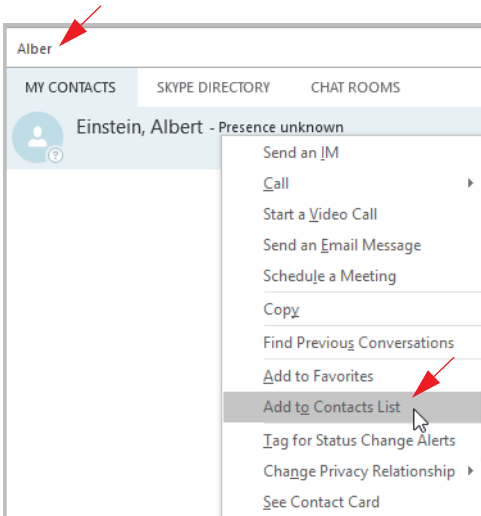 Alber
MY CONTACTS SKYPE DIRECTORY CHAT ROOMS
Einstein, Albert - Presence unknown
?
Send an IM
Call
Start a Video Call
Send an Email Message
Schedule a Meeting
Copy
Find Previous Conversations
Add to Favorites
Add to Contacts List
Tag for Status Change Alerts
Change Privacy Relationship
See Contact Card